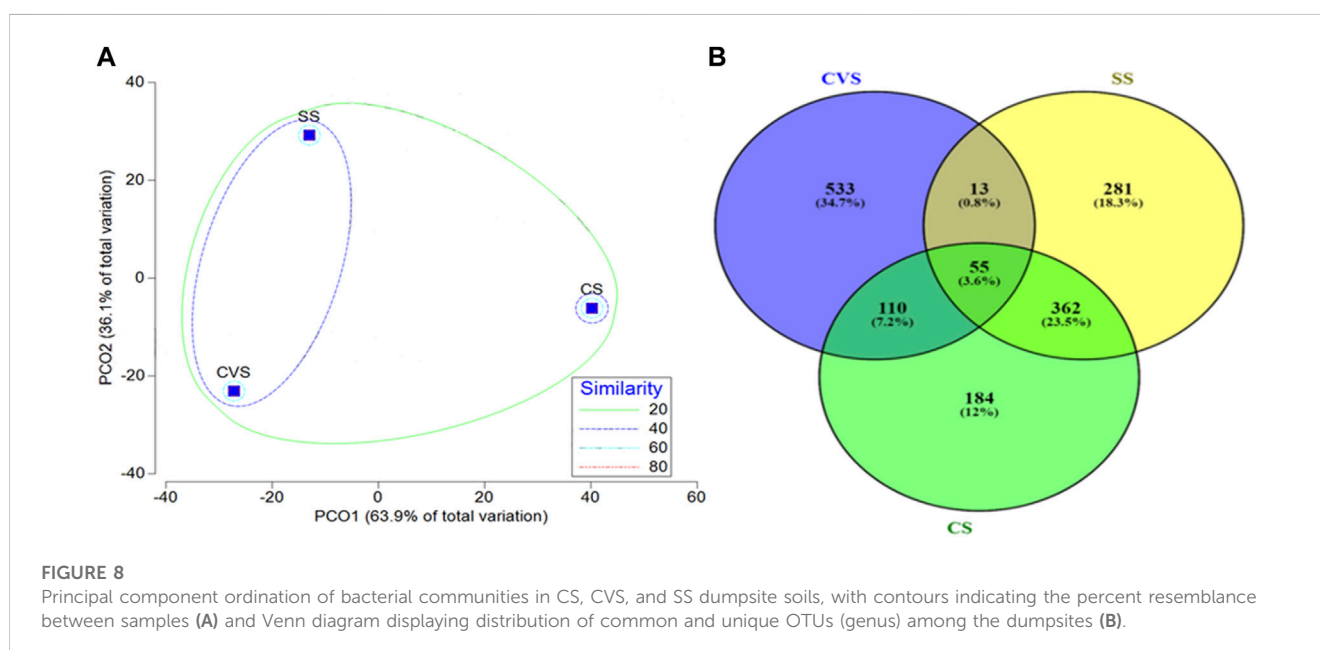 A
40
20
0
-20
-40
PCO2 (36.1% of total variation)
SS
CS
CVS
Similarity
20
40
60
80
-40
-20
0
20
40
60
PCO1 (63.9% of total variation)
B
CVS
SS
533
(34.7%)
13
(0.8%)
281
(18.3%)
55
(3.6%)
110
(7.2%)
362
(23.5%)
184
(12%)
CS
FIGURE 8
Principal component ordination of bacterial communities in CS, CVS, and SS dumpsite soils, with contours indicating the percent resemblance
between samples (A) and Venn diagram displaying distribution of common and unique OTUs (genus) among the dumpsites (B).